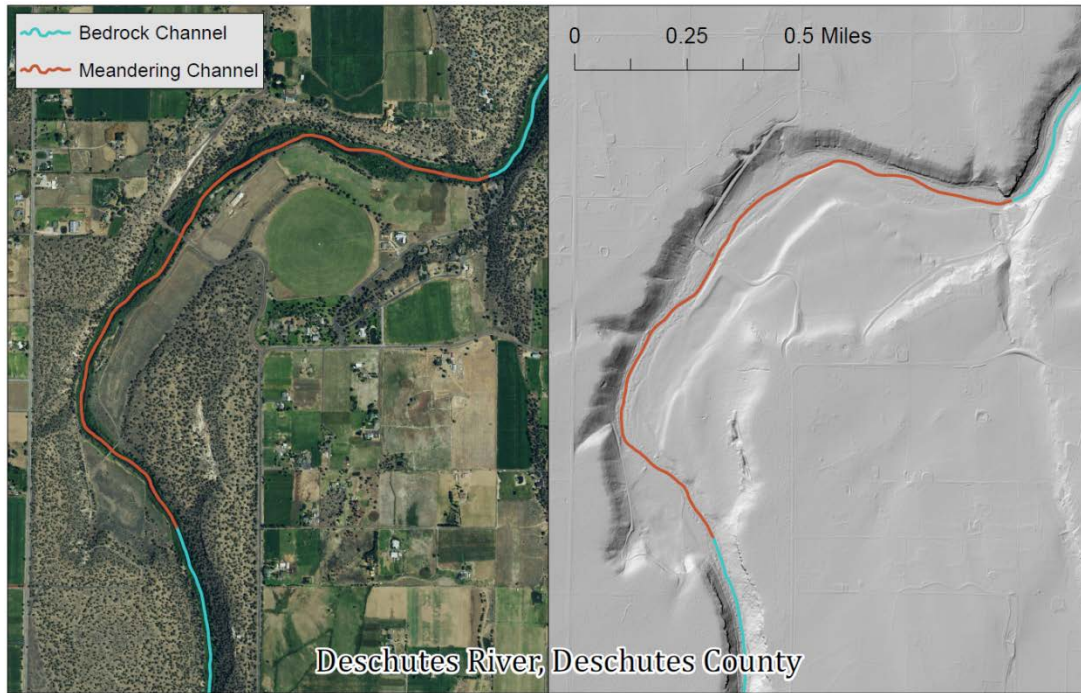 Bedrock Channel
Meandering Channel
0 0.25 0.5 Miles
Deschutes River, Deschutes County